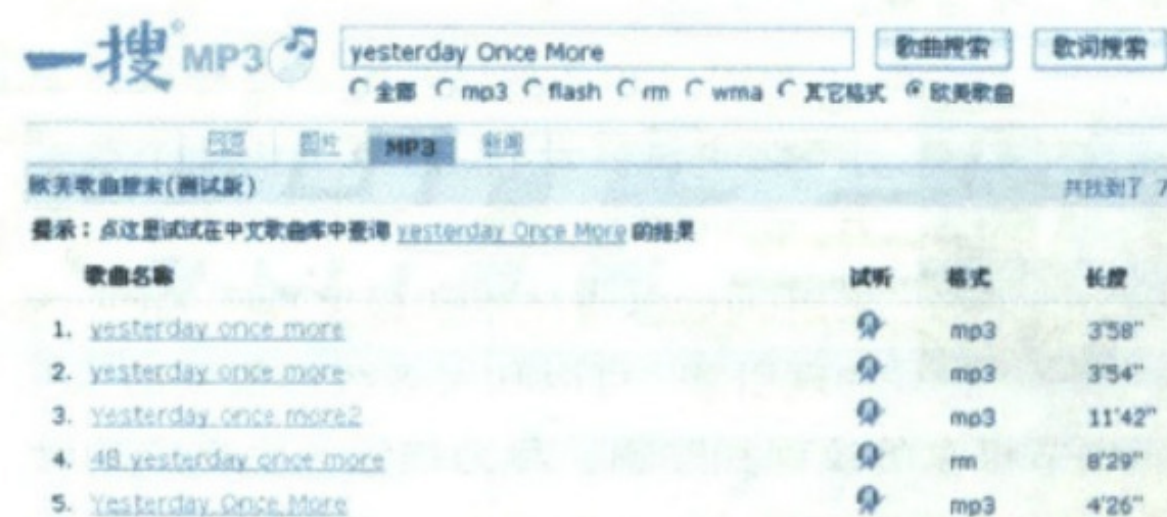 一搜 MP3 yesterday Once More 歌曲搜索 歌词搜索
全部 mp3 flash rm wma 其它格式 欧美歌曲
网页 图片 MP3 新闻
欧美歌曲搜索(测试版) 共找到了 7
提示：点这里试试在中文歌曲库中查询 yesterday Once More 的结果
歌曲名称 试听 格式 长度
1. yesterday once more mp3 3'58"
2. yesterday once more mp3 3'54"
3. Yesterday once more2 mp3 11'42"
4. 48 yesterday once more rm 8'29"
5. Yesterday Once More mp3 4'26"